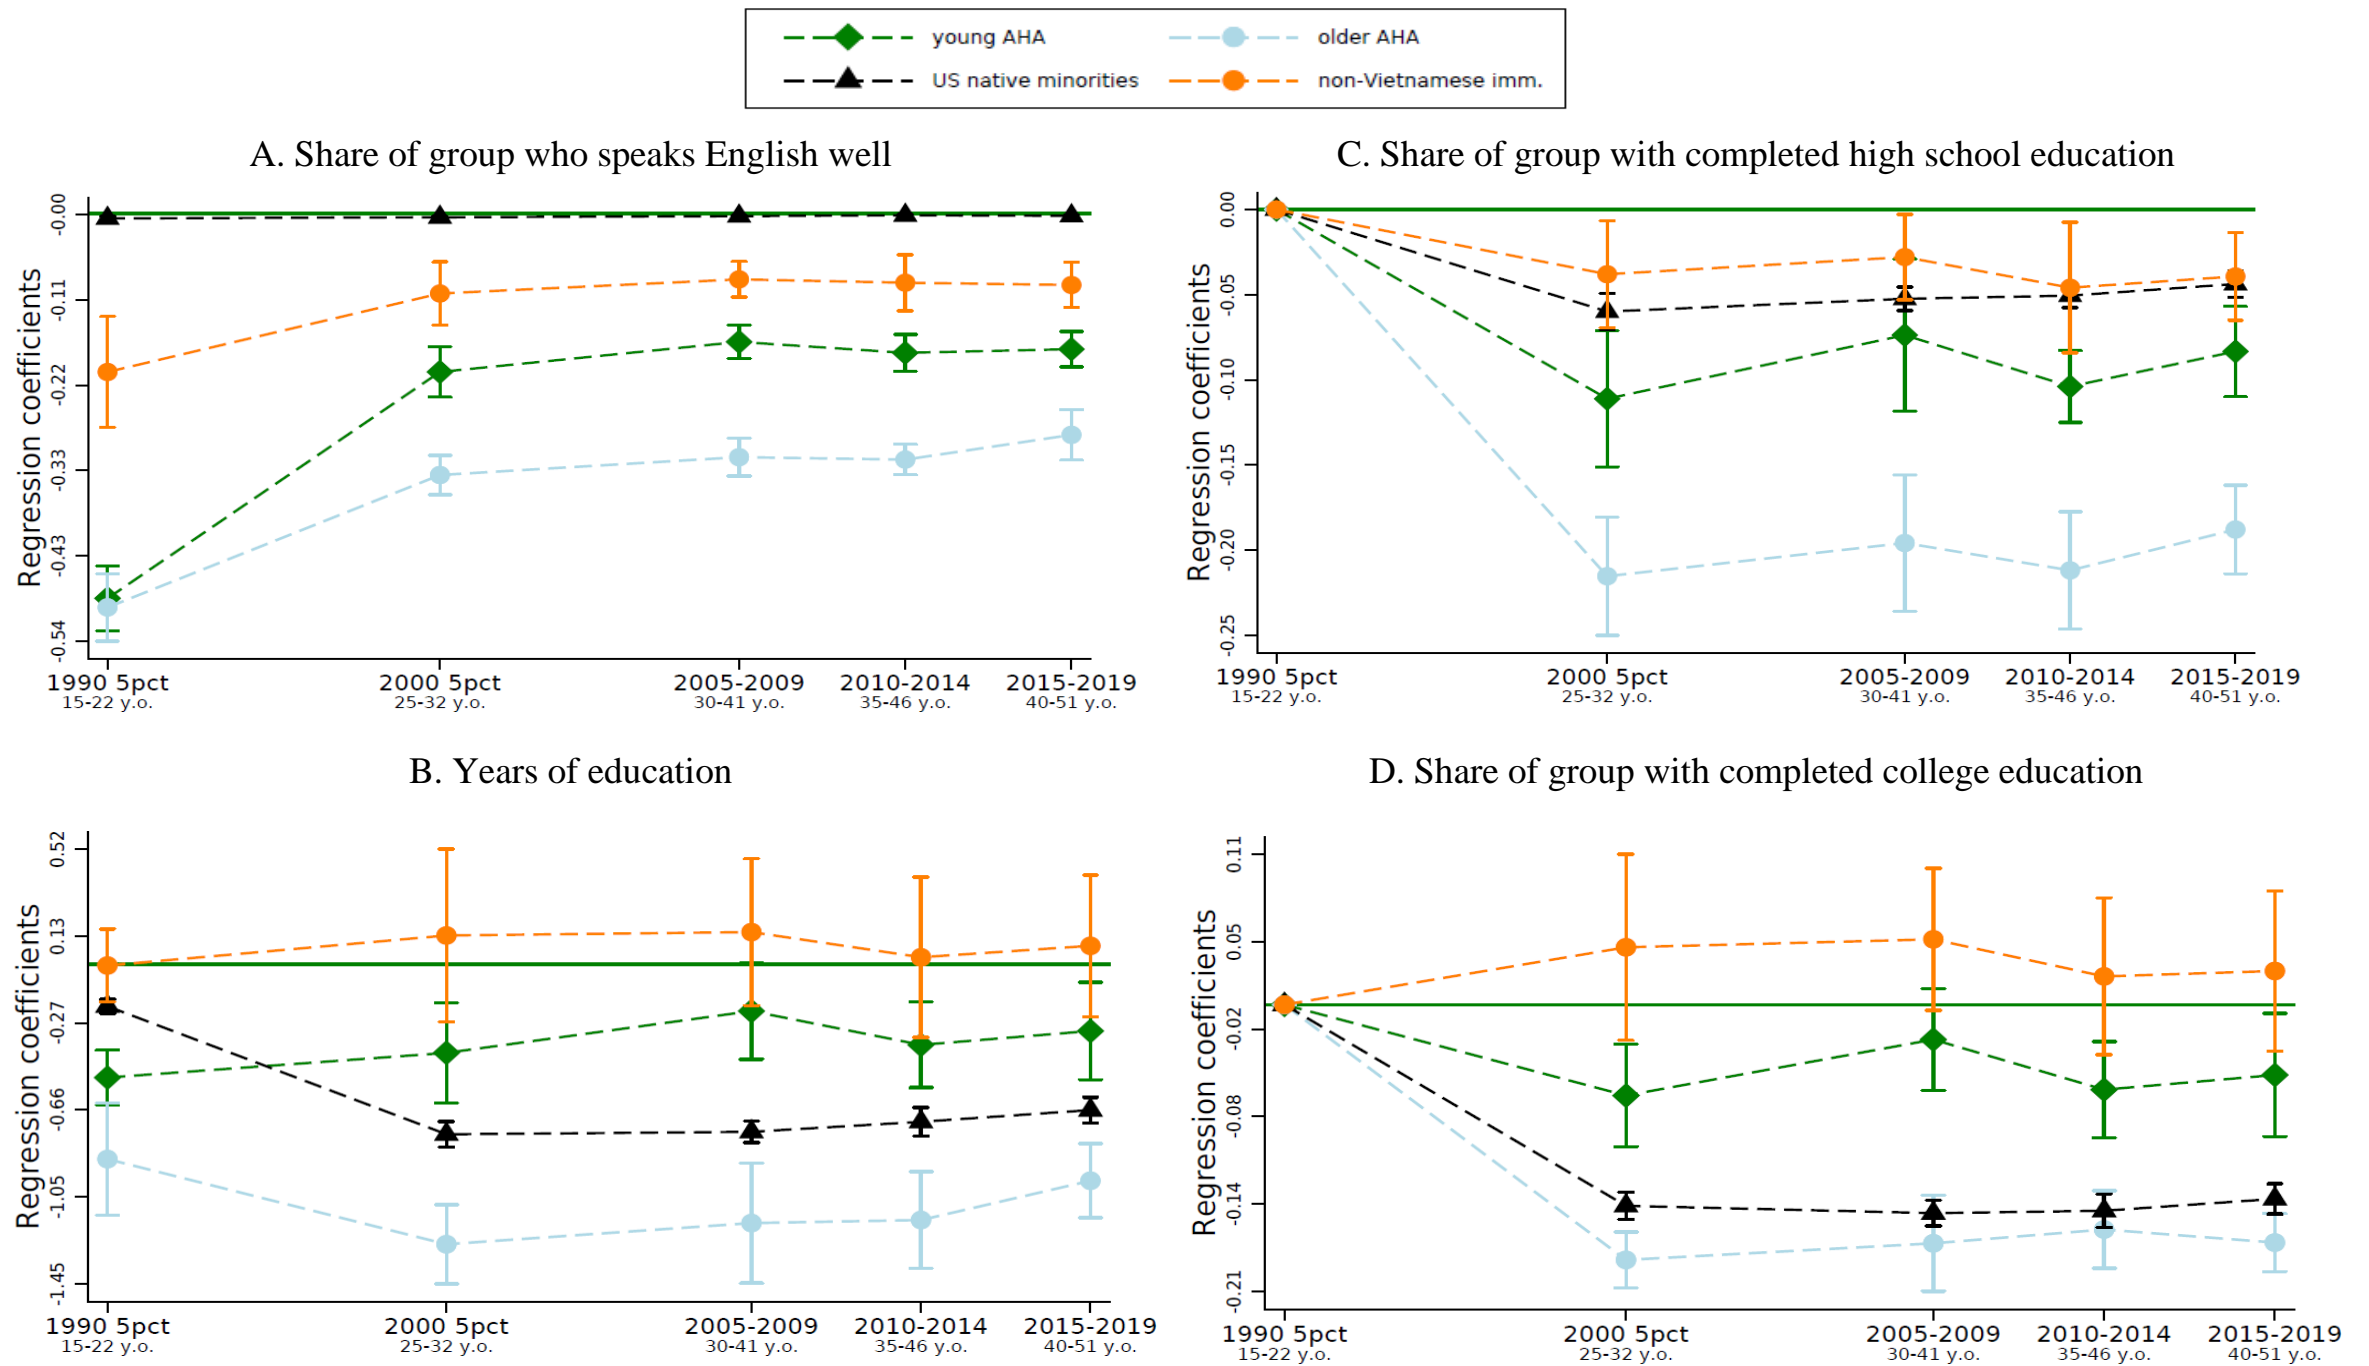 young AHA
older AHA
US native minorities
non-Vietnamese imm.
A. Share of group who speaks English well
Regression coefficients
-0.00
-0.11
-0.22
-0.33
-0.43
-0.54
1990 5pct
2000 5pct
2005-2009
2010-2014
2015-2019
15-22 y.o.
25-32 y.o.
30-41 y.o.
35-46 y.o.
40-51 y.o.
C. Share of group with completed high school education
Regression coefficients
0.00
-0.05
-0.10
-0.15
-0.20
-0.25
1990 5pct
2000 5pct
2005-2009
2010-2014
2015-2019
15-22 y.o.
25-32 y.o.
30-41 y.o.
35-46 y.o.
40-51 y.o.
B. Years of education
Regression coefficients
0.52
0.13
-0.27
-0.66
-1.05
-1.45
1990 5pct
2000 5pct
2005-2009
2010-2014
2015-2019
15-22 y.o.
25-32 y.o.
30-41 y.o.
35-46 y.o.
40-51 y.o.
D. Share of group with completed college education
Regression coefficients
0.11
0.05
-0.02
-0.08
-0.14
-0.21
1990 5pct
2000 5pct
2005-2009
2010-2014
2015-2019
15-22 y.o.
25-32 y.o.
30-41 y.o.
35-46 y.o.
40-51 y.o.